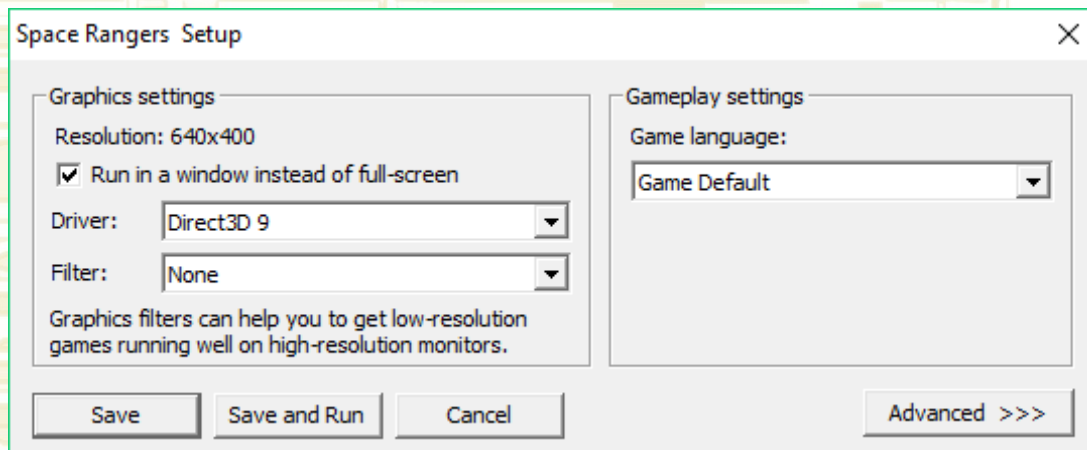 Space Rangers  Setup
Graphics settings
Resolution: 640x400
Run in a window instead of full-screen
Driver: Direct3D 9
Filter: None
Graphics filters can help you to get low-resolution
games running well on high-resolution monitors.
Gameplay settings
Game language:
Game Default
Save Save and Run Cancel Advanced >>>